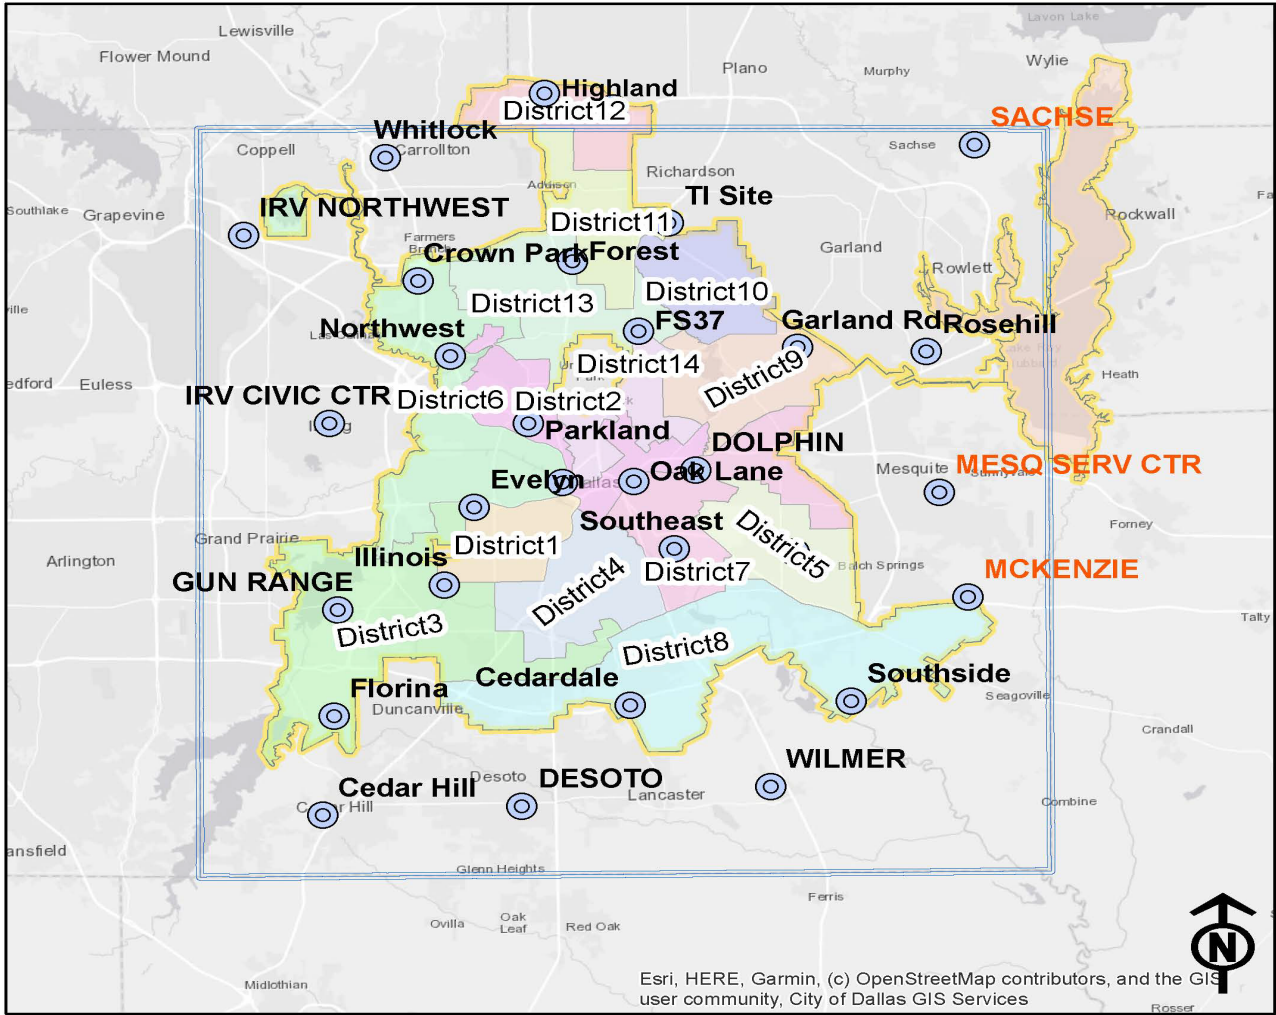 Lavon Lake
Lewisville
Flower Mound
Wylie
Plano
Murphy
Highland
District12
SACHSE
Whitlock
Coppell
Carrollton
Sachse
Richardson
Addison
TI Site
IRV NORTHWEST
Southlake
Grapevine
Rockwall
District11
Farmers
Garland
Crown Park
Forest
Rowlett
District10
District13
Northwest
FS37
Garland Rd
Rosehill
District14
District9
Heath
edford
Euless
IRV CIVIC CTR
District6
District2
Parkland
DOLPHIN
Mesquite
MESQ SERV CTR
Evelyn
Oak Lane
Southeast
Forney
Grand Prairie
District1
District5
Arlington
Illinois
Balch Springs
District7
District4
GUN RANGE
MCKENZIE
District3
District8
Cedardale
Southside
Florina
Duncanville
Seagoville
Crandall
WILMER
Cedar Hill
Desoto
DESOTO
Lancaster
Combine
ansfield
Glenn Heights
Ferris
Ovilla
Oak
Leaf
Red Oak
N
Midlothian
Esri, HERE, Garmin, (c) OpenStreetMap contributors, and the GIS
user community, City of Dallas GIS Services
Rosser